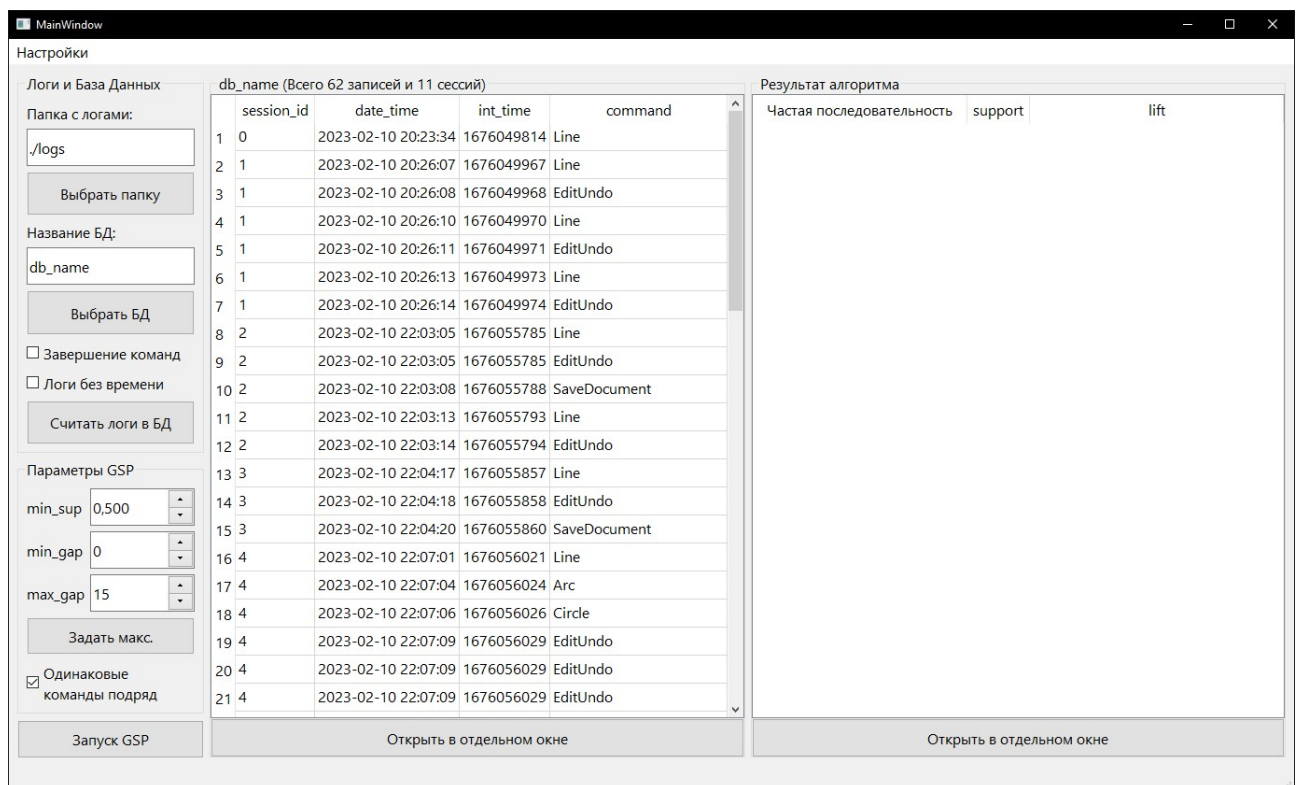 MainWindow
Настройки
Логи и База Данных
Папка с логами:
./logs
Выбрать папку
Название БД:
db_name
Выбрать БД
Завершение команд
Логи без времени
Считать логи в БД
Параметры GSP
min_sup 0,500
min_gap 0
max_gap 15
Задать макс.
Одинаковые
команды подряд
Запуск GSP
db_name (Всего 62 записей и 11 сессий)
session_id date_time int_time command
1 0 2023-02-10 20:23:34 1676049814 Line
2 1 2023-02-10 20:26:07 1676049967 Line
3 1 2023-02-10 20:26:08 1676049968 EditUndo
4 1 2023-02-10 20:26:10 1676049970 Line
5 1 2023-02-10 20:26:11 1676049971 EditUndo
6 1 2023-02-10 20:26:13 1676049973 Line
7 1 2023-02-10 20:26:14 1676049974 EditUndo
8 2 2023-02-10 22:03:05 1676055785 Line
9 2 2023-02-10 22:03:05 1676055785 EditUndo
10 2 2023-02-10 22:03:08 1676055788 SaveDocument
11 2 2023-02-10 22:03:13 1676055793 Line
12 2 2023-02-10 22:03:14 1676055794 EditUndo
13 3 2023-02-10 22:04:17 1676055857 Line
14 3 2023-02-10 22:04:18 1676055858 EditUndo
15 3 2023-02-10 22:04:20 1676055860 SaveDocument
16 4 2023-02-10 22:07:01 1676056021 Line
17 4 2023-02-10 22:07:04 1676056024 Arc
18 4 2023-02-10 22:07:06 1676056026 Circle
19 4 2023-02-10 22:07:09 1676056029 EditUndo
20 4 2023-02-10 22:07:09 1676056029 EditUndo
21 4 2023-02-10 22:07:09 1676056029 EditUndo
Открыть в отдельном окне
Результат алгоритма
Частая последовательность support lift
Открыть в отдельном окне